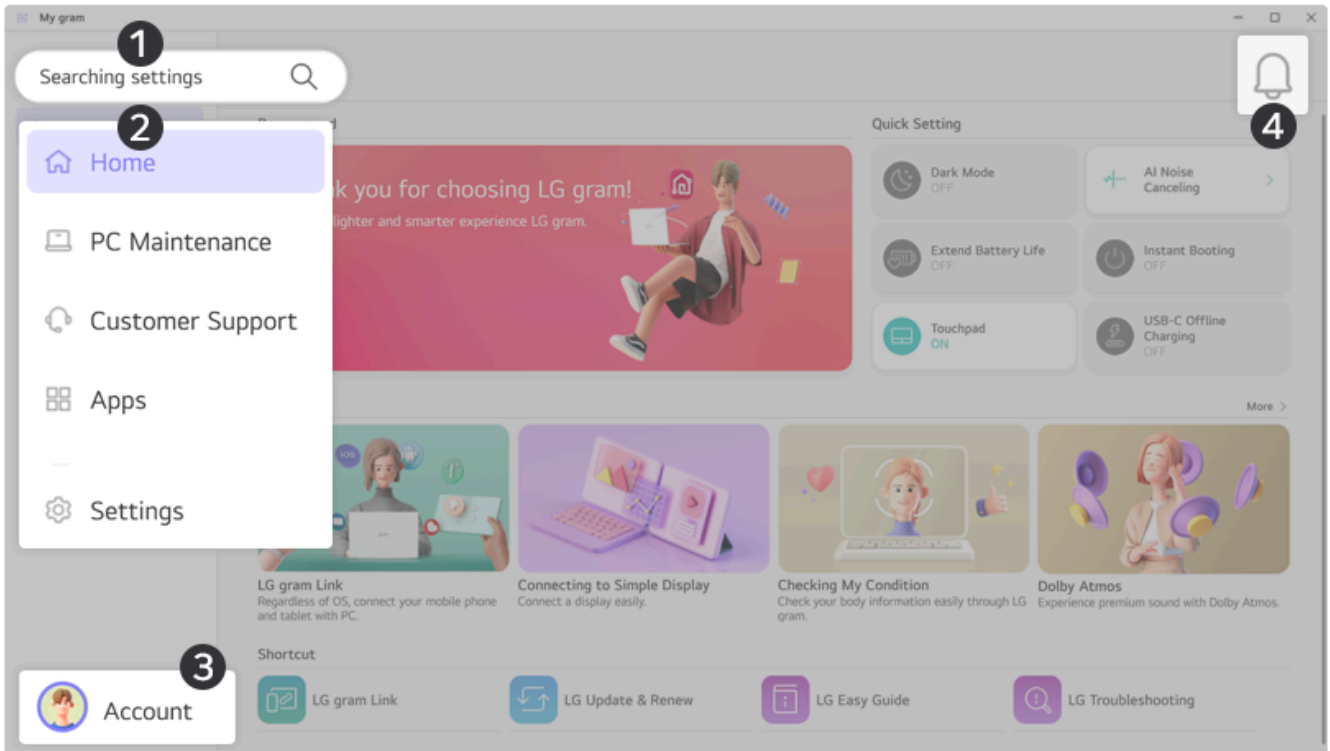 My gram
1
Searching settings
2
Home
PC Maintenance
Customer Support
Apps
Settings
3
Account
4
k you for choosing LG gram!
lighter and smarter experience LG gram.
Quick Setting
Dark Mode
OFF
AI Noise
Canceling
Extend Battery Life
OFF
Instant Booting
OFF
Touchpad
ON
USB-C Offline
Charging
OFF
More
iOS
T
LG gram Link
Regardless of OS, connect your mobile phone
and tablet with PC.
Connecting to Simple Display
Connect a display easily.
Checking My Condition
Check your body information easily through LG
gram.
Dolby Atmos
Experience premium sound with Dolby Atmos.
Shortcut
LG gram Link
LG Update & Renew
LG Easy Guide
LG Troubleshooting